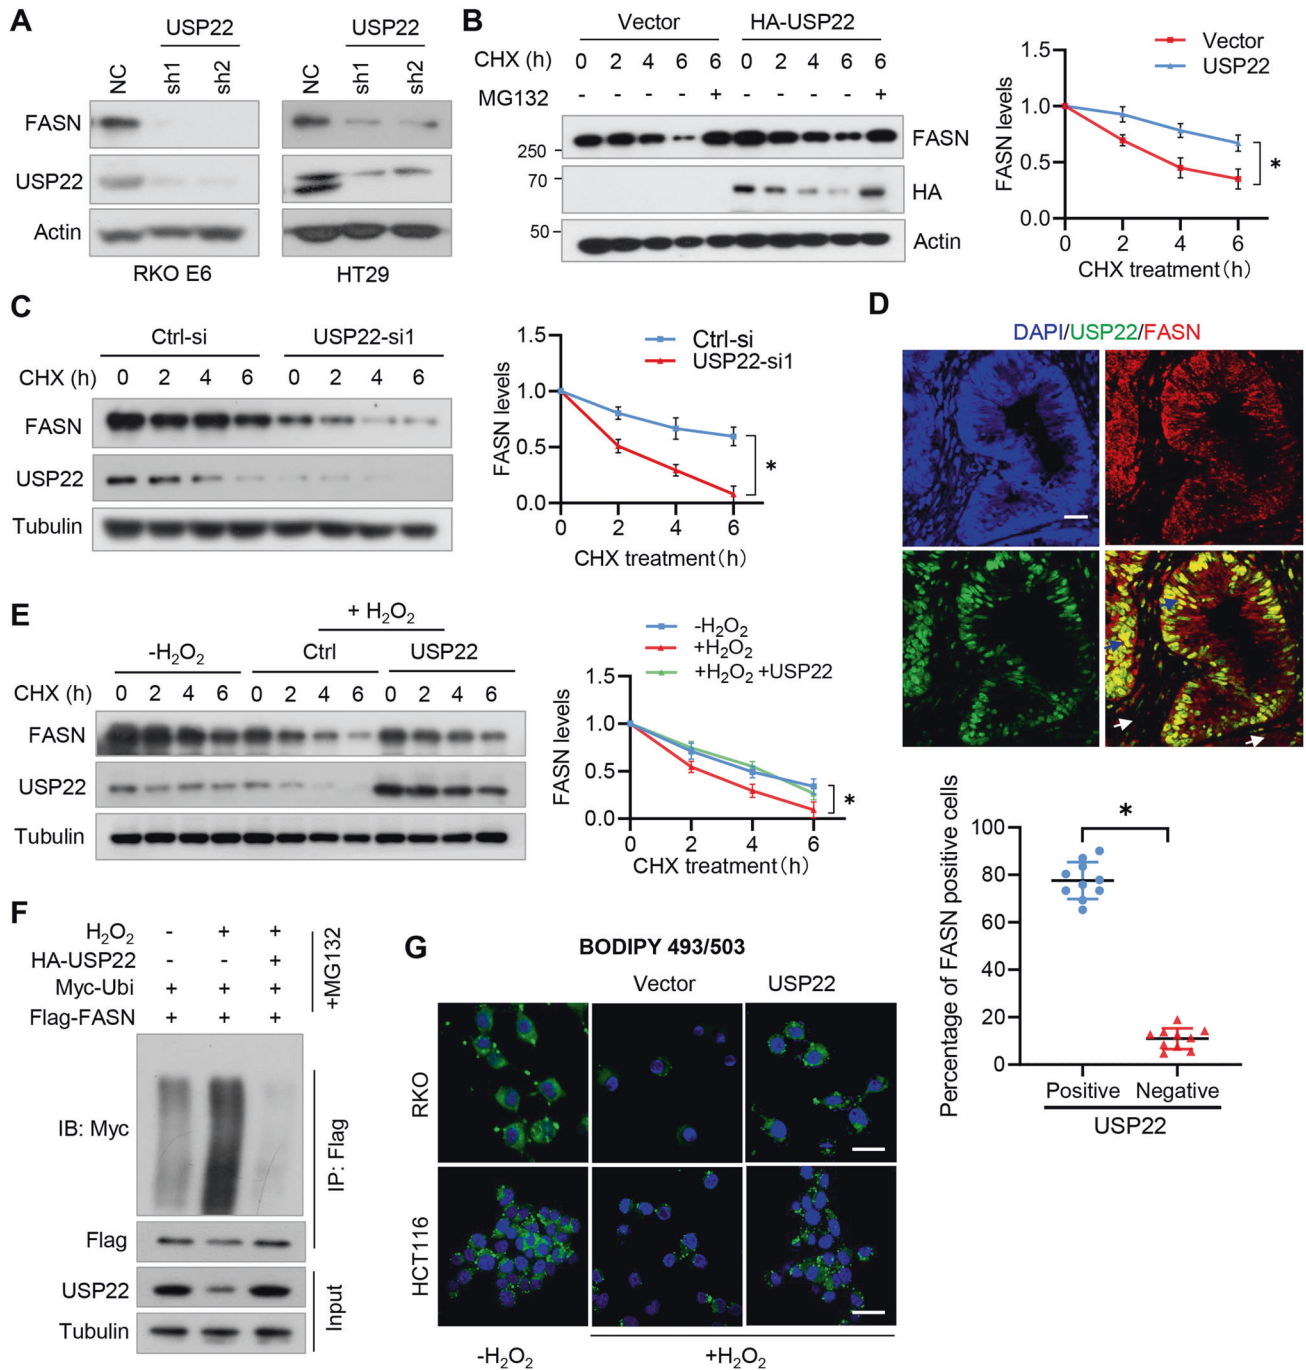 A
USP22
USP22
NC
sh1
sh2
NC
sh1
sh2
FASN
USP22
Actin
RKO E6
HT29
B
Vector
HA-USP22
CHX (h) 0 2 4 6 6 0 2 4 6 6
MG132 - - - - + - - - - +
FASN
250
70
HA
50
Actin
Vector
USP22
1.5
1.0
0.5
0.0
FASN levels
*
0 2 4 6
CHX treatment(h)
C
Ctrl-si
USP22-si1
CHX (h) 0 2 4 6 0 2 4 6
FASN
USP22
Tubulin
Ctrl-si
USP22-si1
1.5
1.0
0.5
0.0
FASN levels
*
0 2 4 6
CHX treatment(h)
D
DAPI/USP22/FASN
Percentage of FASN positive cells
100
80
60
40
20
0
*
Positive Negative
USP22
E
+ H₂O₂
-H₂O₂ Ctrl USP22
CHX (h) 0 2 4 6 0 2 4 6 0 2 4 6
FASN
USP22
Tubulin
-H₂O₂
+H₂O₂
+H₂O₂ +USP22
1.5
1.0
0.5
0.0
FASN levels
*
0 2 4 6
CHX treatment(h)
F
H₂O₂ - + +
HA-USP22 - - +
Myc-Ubi + + +
Flag-FASN + + +
+MG132
IB: Myc
Flag
IP: Flag
USP22
Tubulin
Input
G
BODIPY 493/503
Vector
USP22
RKO
HCT116
-H₂O₂
+H₂O₂